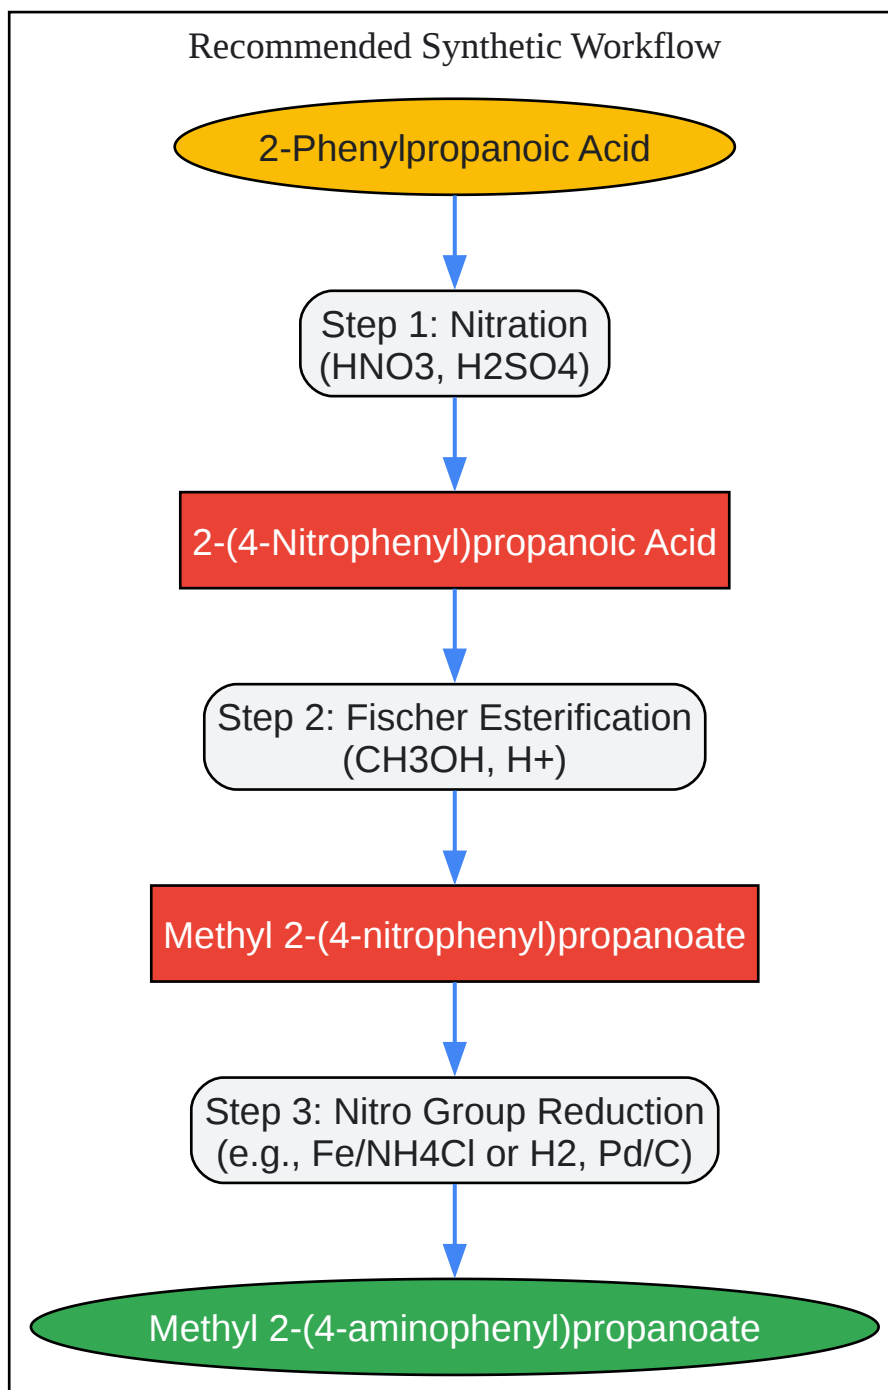 Recommended Synthetic Workflow
2-Phenylpropanoic Acid
Step 1: Nitration
(HNO3, H2SO4)
2-(4-Nitrophenyl)propanoic Acid
Step 2: Fischer Esterification
(CH3OH, H+)
Methyl 2-(4-nitrophenyl)propanoate
Step 3: Nitro Group Reduction
(e.g., Fe/NH4Cl or H2, Pd/C)
Methyl 2-(4-aminophenyl)propanoate